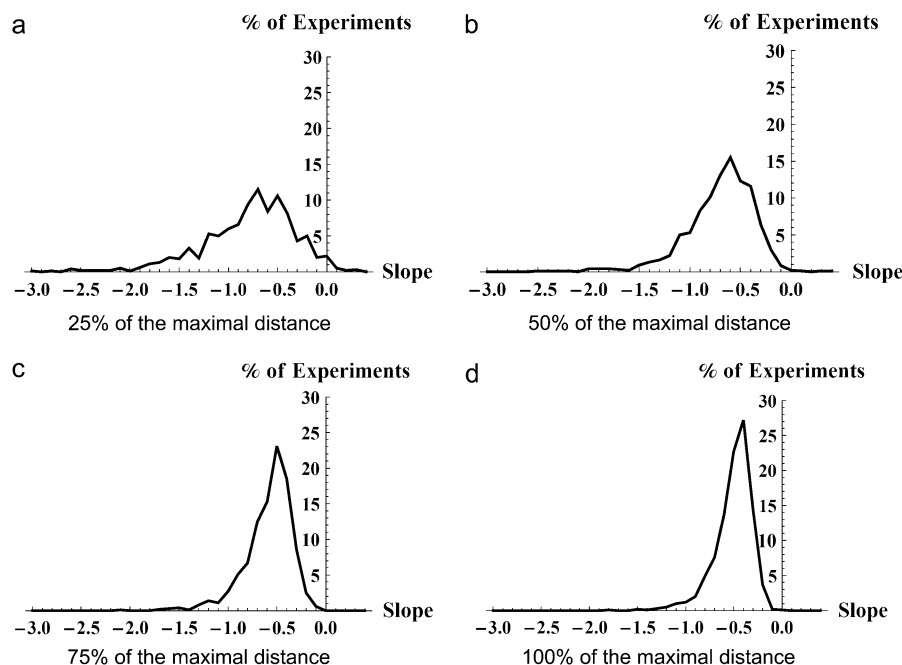 a
% of Experiments
30
25
20
15
10
5
Slope
−3.0 −2.5 −2.0 −1.5 −1.0 −0.5 0.0
25% of the maximal distance
b
% of Experiments
30
25
20
15
10
5
Slope
−3.0 −2.5 −2.0 −1.5 −1.0 −0.5 0.0
50% of the maximal distance
c
% of Experiments
30
25
20
15
10
5
Slope
−3.0 −2.5 −2.0 −1.5 −1.0 −0.5 0.0
75% of the maximal distance
d
% of Experiments
30
25
20
15
10
5
Slope
−3.0 −2.5 −2.0 −1.5 −1.0 −0.5 0.0
100% of the maximal distance